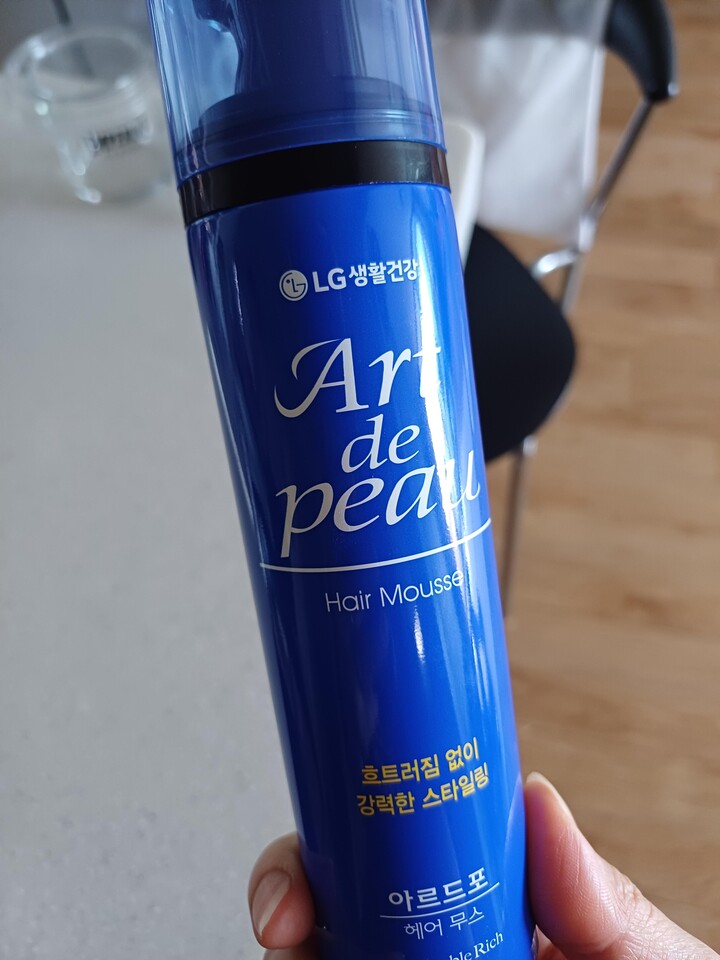 LG생활건강
Art
de
peau
Hair Mousse
흐트러짐 없이
강력한 스타일링
아르드포
헤어 무스
Rich